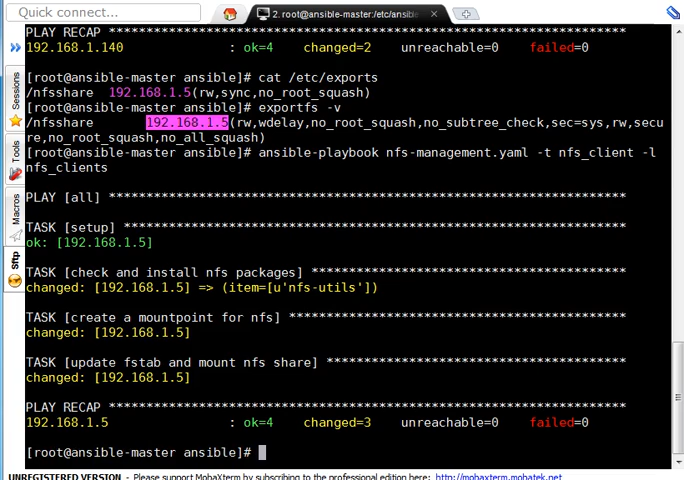 Quick connect...
2. root@ansible-master:/etc/ansible
PLAY RECAP *********************************************************************
192.168.1.140 : ok=4 changed=2 unreachable=0 failed=0
[root@ansible-master ansible]# cat /etc/exports
/nfsshare 192.168.1.5(rw,sync,no_root_squash)
[root@ansible-master ansible]# exportfs -v
/nfsshare 192.168.1.5(rw,wdelay,no_root_squash,no_subtree_check,sec=sys,rw,secu
re,no_root_squash,no_all_squash)
[root@ansible-master ansible]# ansible-playbook nfs-management.yaml -t nfs_client -l
nfs_clients
PLAY [all] *********************************************************************
TASK [setup] *******************************************************************
ok: [192.168.1.5]
TASK [check and install nfs packages] ******************************************
changed: [192.168.1.5] => (item=[u'nfs-utils'])
TASK [create a mountpoint for nfs] *********************************************
changed: [192.168.1.5]
TASK [update fstab and mount nfs share] ****************************************
changed: [192.168.1.5]
PLAY RECAP *********************************************************************
192.168.1.5 : ok=4 changed=3 unreachable=0 failed=0
[root@ansible-master ansible]#
Sessions
Tools
Macros
Sftp
UNREGISTERED VERSION - Please support MobaXterm by subscribing to the professional edition here: http://mobaxterm.mobatek.net